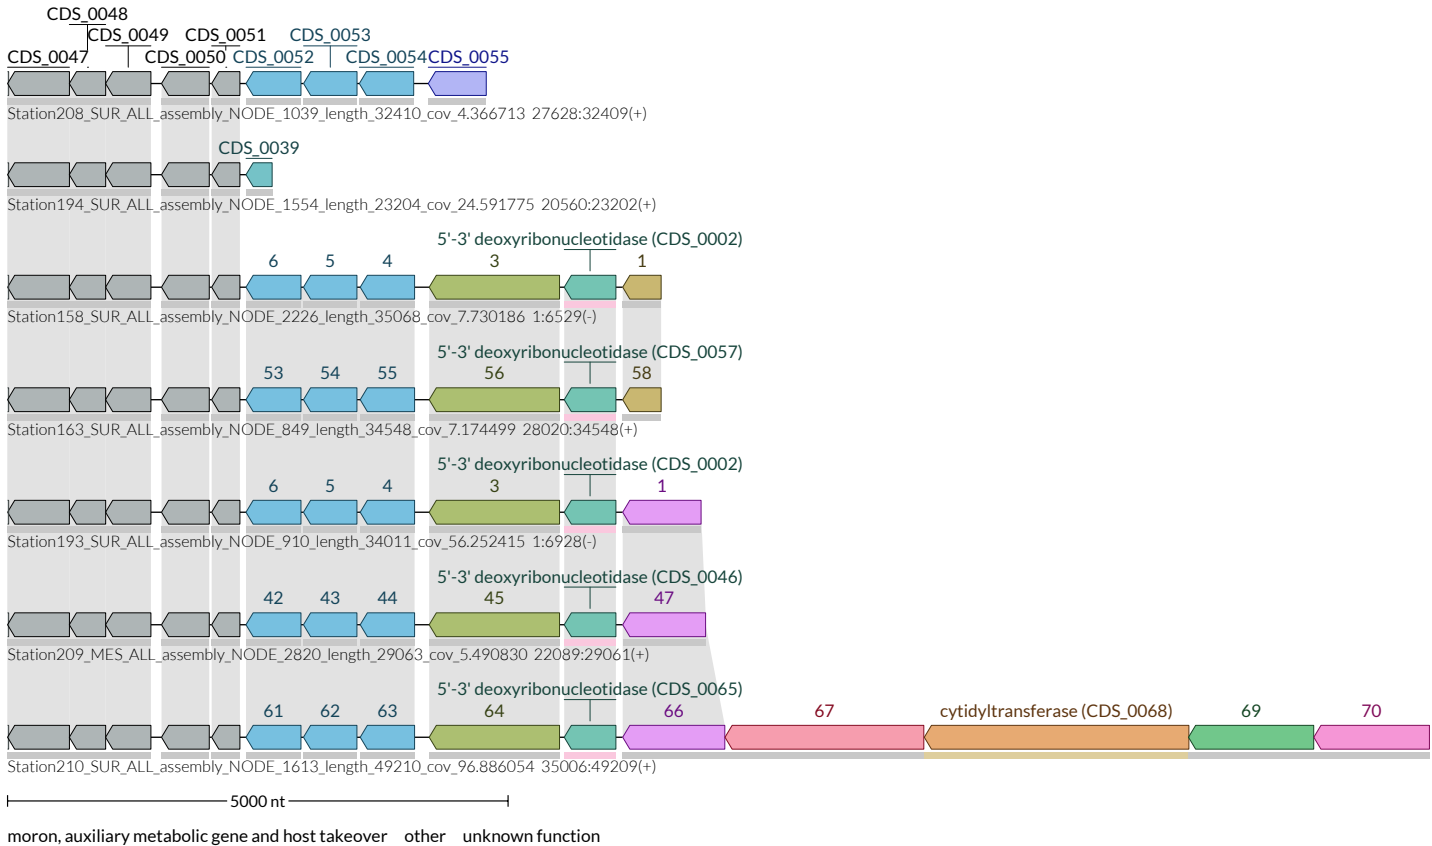 CDS_0048
CDS_0049 CDS_0051 CDS_0053
CDS_0047 CDS_0050 CDS_0052 CDS_0054 CDS_0055
Station208_SUR_ALL_assembly_NODE_1039_length_32410_cov_4.366713 27628:32409(+)
CDS_0039
Station194_SUR_ALL_assembly_NODE_1554_length_23204_cov_24.591775 20560:23202(+)
5'-3' deoxyribonucleotidase (CDS_0002)
6 5 4 3 1
Station158_SUR_ALL_assembly_NODE_2226_length_35068_cov_7.730186 1:6529(-)
5'-3' deoxyribonucleotidase (CDS_0057)
53 54 55 56 58
Station163_SUR_ALL_assembly_NODE_849_length_34548_cov_7.174499 28020:34548(+)
5'-3' deoxyribonucleotidase (CDS_0002)
6 5 4 3 1
Station193_SUR_ALL_assembly_NODE_910_length_34011_cov_56.252415 1:6928(-)
5'-3' deoxyribonucleotidase (CDS_0046)
42 43 44 45 47
Station209_MES_ALL_assembly_NODE_2820_length_29063_cov_5.490830 22089:29061(+)
5'-3' deoxyribonucleotidase (CDS_0065)
61 62 63 64 66 67 cytidyltransferase (CDS_0068) 69 70
Station210_SUR_ALL_assembly_NODE_1613_length_49210_cov_96.886054 35006:49209(+)
5000 nt
moron, auxiliary metabolic gene and host takeover other unknown function